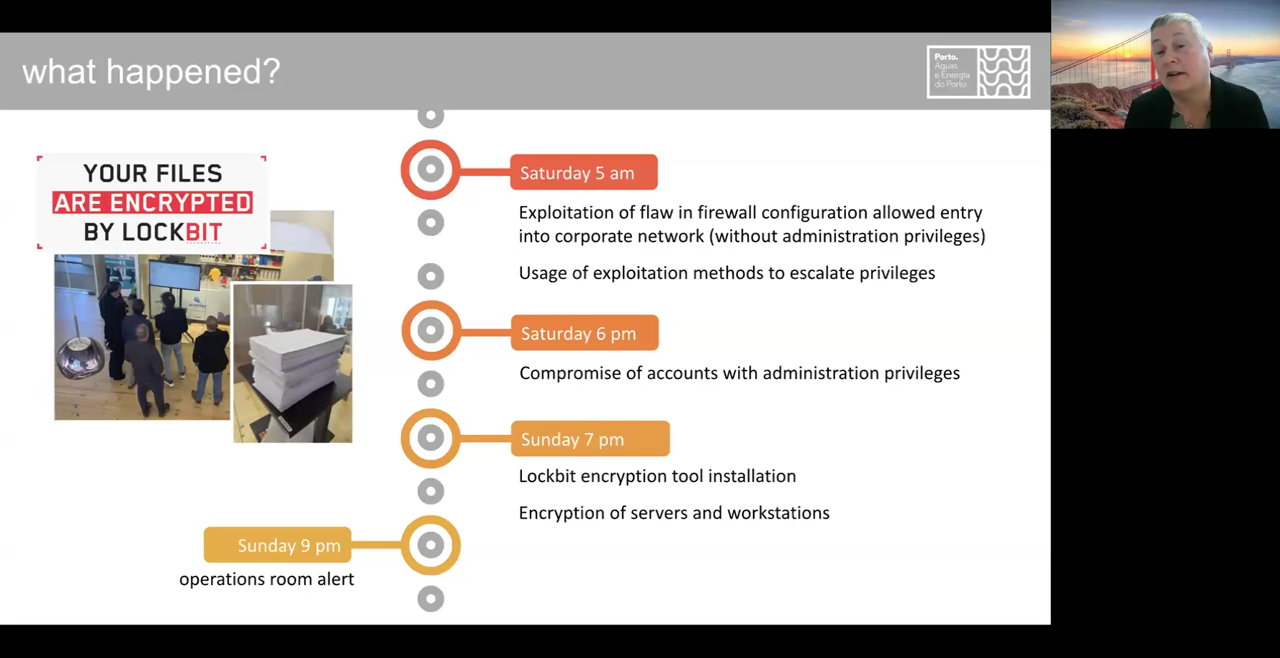 what happened?
Porto.
Águas
e Energia
do Porto
YOUR FILES
ARE ENCRYPTED
BY LOCKBIT
Saturday 5 am
Exploitation of flaw in firewall configuration allowed entry
into corporate network (without administration privileges)
Usage of exploitation methods to escalate privileges
Saturday 6 pm
Compromise of accounts with administration privileges
Sunday 7 pm
Lockbit encryption tool installation
Encryption of servers and workstations
Sunday 9 pm
operations room alert